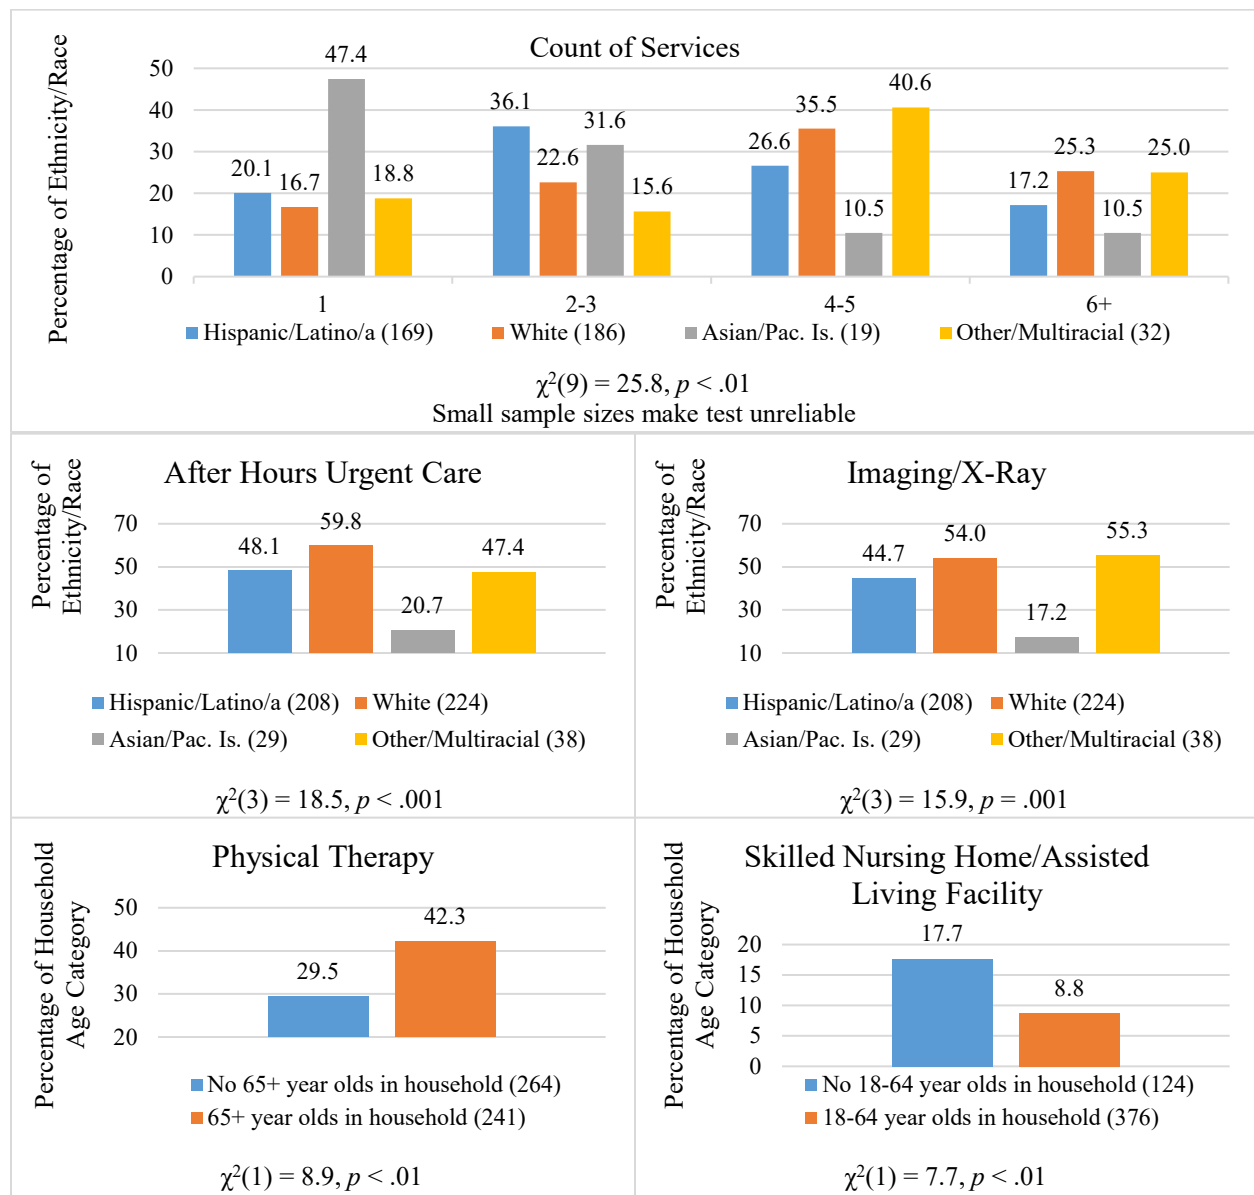 Count of Services
Percentage of Ethnicity/Race
50
40
30
20
10
0
20.1
16.7
47.4
18.8
36.1
22.6
31.6
15.6
26.6
35.5
10.5
40.6
17.2
25.3
10.5
25.0
1
2-3
4-5
6+
Hispanic/Latino/a (169)
White (186)
Asian/Pac. Is. (19)
Other/Multiracial (32)
χ²(9) = 25.8, p < .01
Small sample sizes make test unreliable
After Hours Urgent Care
Percentage of
Ethnicity/Race
70
50
30
10
48.1
59.8
20.7
47.4
Hispanic/Latino/a (208)
White (224)
Asian/Pac. Is. (29)
Other/Multiracial (38)
χ²(3) = 18.5, p < .001
Imaging/X-Ray
Percentage of
Ethnicity/Race
70
50
30
10
44.7
54.0
17.2
55.3
Hispanic/Latino/a (208)
White (224)
Asian/Pac. Is. (29)
Other/Multiracial (38)
χ²(3) = 15.9, p = .001
Physical Therapy
Percentage of Household
Age Category
50
40
30
20
29.5
42.3
No 65+ year olds in household (264)
65+ year olds in household (241)
χ²(1) = 8.9, p < .01
Skilled Nursing Home/Assisted
Living Facility
Percentage of Household
Age Category
20
15
10
5
0
17.7
8.8
No 18-64 year olds in household (124)
18-64 year olds in household (376)
χ²(1) = 7.7, p < .01